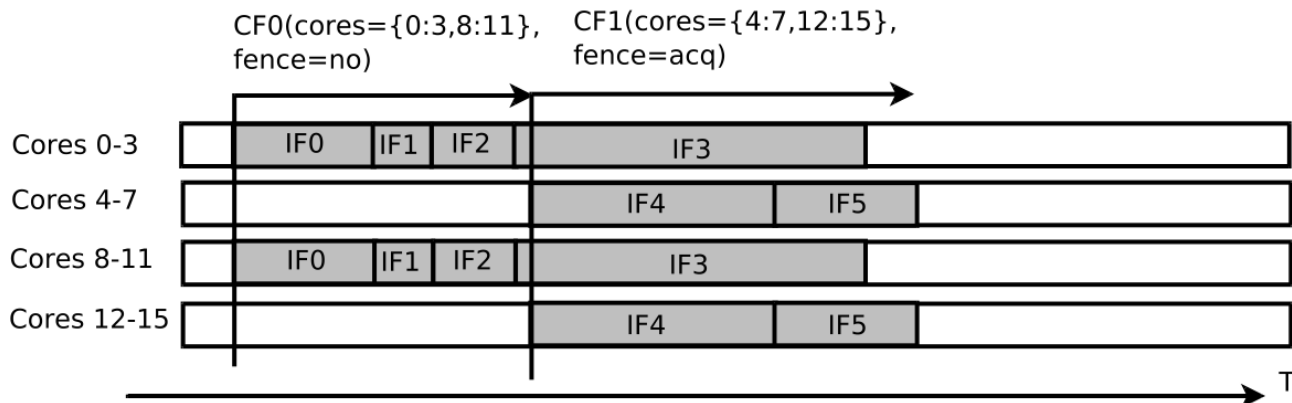 CF0(cores={0:3,8:11},
fence=no)
CF1(cores={4:7,12:15},
fence=acq)
Cores 0-3
IF0
IF1
IF2
IF3
Cores 4-7
IF4
IF5
Cores 8-11
IF0
IF1
IF2
IF3
Cores 12-15
IF4
IF5
T